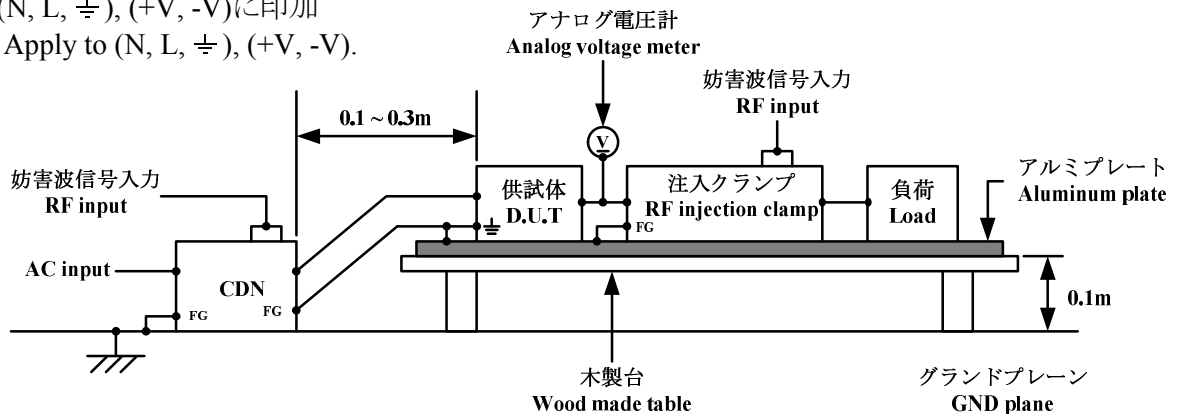 (N, L, ⏚), (+V, -V)に印加
Apply to (N, L, ⏚), (+V, -V).
アナログ電圧計
Analog voltage meter
妨害波信号入力
RF input
0.1 ~ 0.3m
V
アルミプレート
Aluminum plate
妨害波信号入力
RF input
供試体
D.U.T
注入クランプ
RF injection clamp
FG
負荷
Load
AC input
CDN
FG
FG
0.1m
木製台
Wood made table
グランドプレーン
GND plane